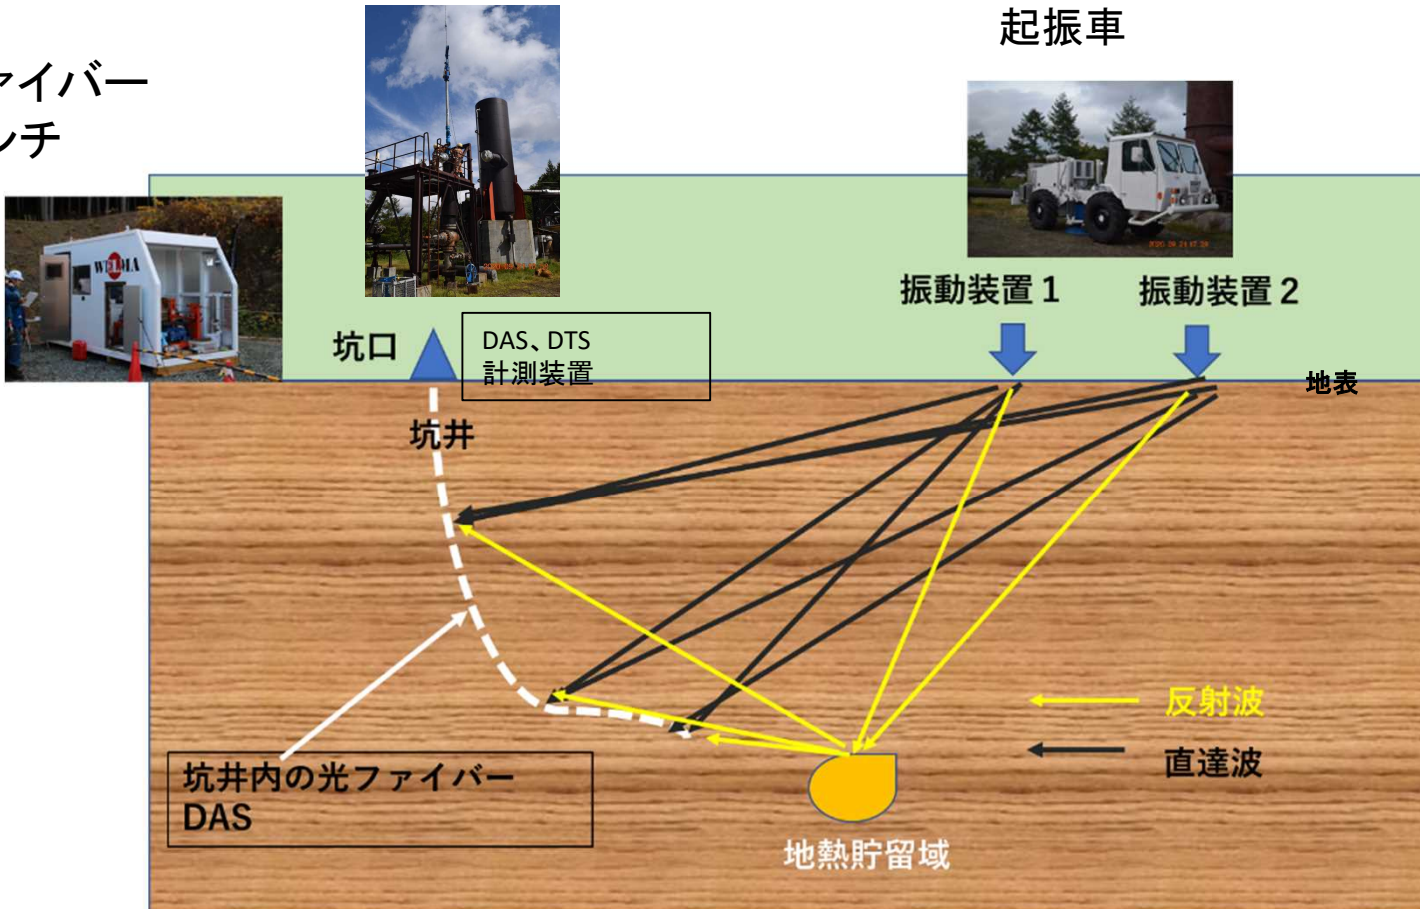 起振車
ァイバー
ンチ
WELMA
振動装置1
振動装置2
坑口
DAS、DTS
計測装置
地表
坑井
反射波
直達波
坑井内の光ファイバー
DAS
地熱貯留域